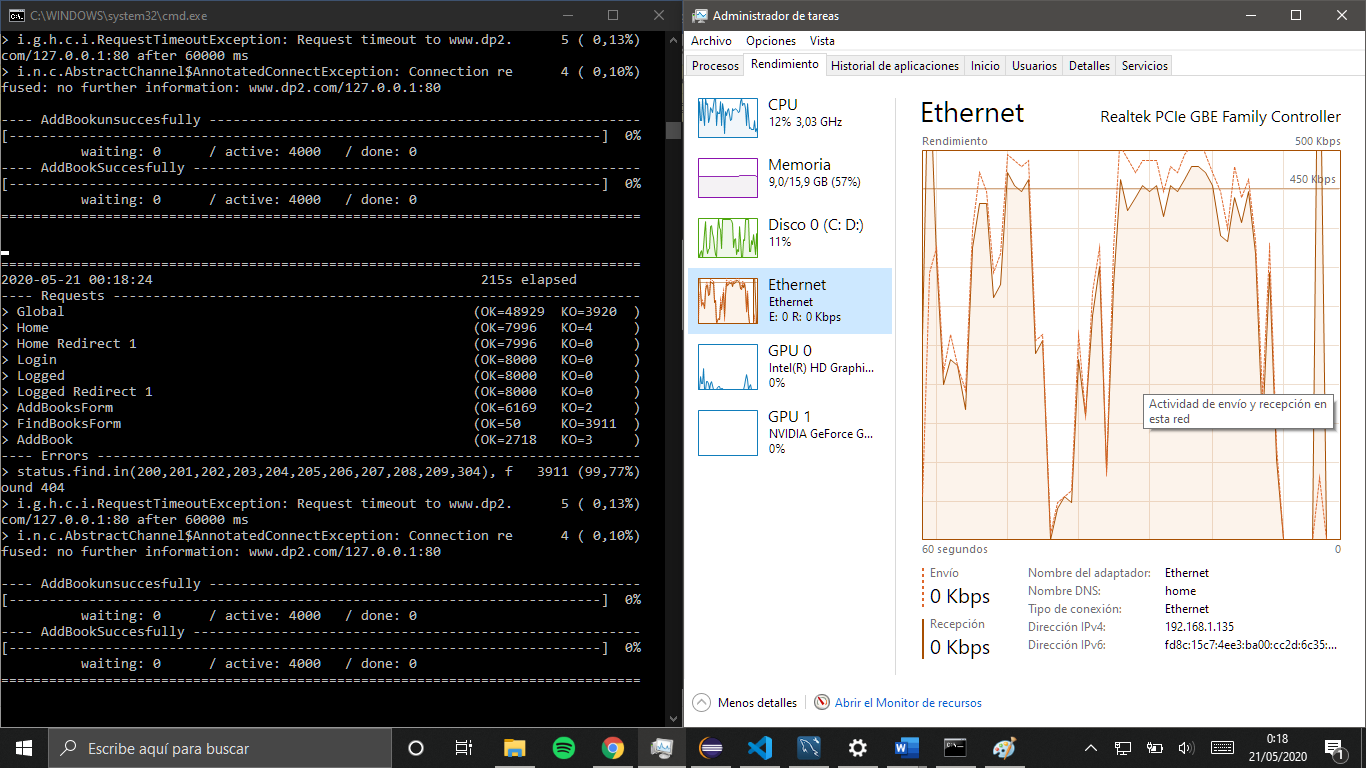 C:\WINDOWS\system32\cmd.exe
> i.g.h.c.i.RequestTimeoutException: Request timeout to www.dp2.      5 ( 0,13%)
com/127.0.0.1:80 after 60000 ms
> i.n.c.AbstractChannel$AnnotatedConnectException: Connection re      4 ( 0,10%)
fused: no further information: www.dp2.com/127.0.0.1:80
---- AddBookunsuccesfully ------------------------------------------------------
[--------------------------------------------------------------------------]  0%
          waiting: 0      / active: 4000   / done: 0
---- AddBookSuccesfully --------------------------------------------------------
[--------------------------------------------------------------------------]  0%
          waiting: 0      / active: 4000   / done: 0
================================================================================
================================================================================
2020-05-21 00:18:24                                         215s elapsed
---- Requests ------------------------------------------------------------------
> Global                                                   (OK=48929  KO=3920  )
> Home                                                     (OK=7996   KO=4     )
> Home Redirect 1                                          (OK=7996   KO=0     )
> Login                                                    (OK=8000   KO=0     )
> Logged                                                   (OK=8000   KO=0     )
> Logged Redirect 1                                        (OK=8000   KO=0     )
> AddBooksForm                                             (OK=6169   KO=2     )
> FindBooksForm                                            (OK=50     KO=3911  )
> AddBook                                                  (OK=2718   KO=3     )
---- Errors --------------------------------------------------------------------
> status.find.in(200,201,202,203,204,205,206,207,208,209,304), f   3911 (99,77%)
ound 404
> i.g.h.c.i.RequestTimeoutException: Request timeout to www.dp2.      5 ( 0,13%)
com/127.0.0.1:80 after 60000 ms
> i.n.c.AbstractChannel$AnnotatedConnectException: Connection re      4 ( 0,10%)
fused: no further information: www.dp2.com/127.0.0.1:80
---- AddBookunsuccesfully ------------------------------------------------------
[--------------------------------------------------------------------------]  0%
          waiting: 0      / active: 4000   / done: 0
---- AddBookSuccesfully --------------------------------------------------------
[--------------------------------------------------------------------------]  0%
          waiting: 0      / active: 4000   / done: 0
================================================================================
Administrador de tareas
Archivo Opciones Vista
Procesos Rendimiento Historial de aplicaciones Inicio Usuarios Detalles Servicios
CPU
12% 3,03 GHz
Memoria
9,0/15,9 GB (57%)
Disco 0 (C: D:)
11%
Ethernet
Ethernet
E: 0 R: 0 Kbps
GPU 0
Intel(R) HD Graphi...
0%
GPU 1
NVIDIA GeForce G...
0%
Ethernet Realtek PCIe GBE Family Controller
Rendimiento 500 Kbps
450 Kbps
Actividad de envío y recepción en
esta red
60 segundos 0
Envío
0 Kbps
Recepción
0 Kbps
Nombre del adaptador: Ethernet
Nombre DNS: home
Tipo de conexión: Ethernet
Dirección IPv4: 192.168.1.135
Dirección IPv6: fd8c:15c7:4ee3:ba00:cc2d:6c35:...
Menos detalles Abrir el Monitor de recursos
Escribe aquí para buscar
0:18
21/05/2020
1